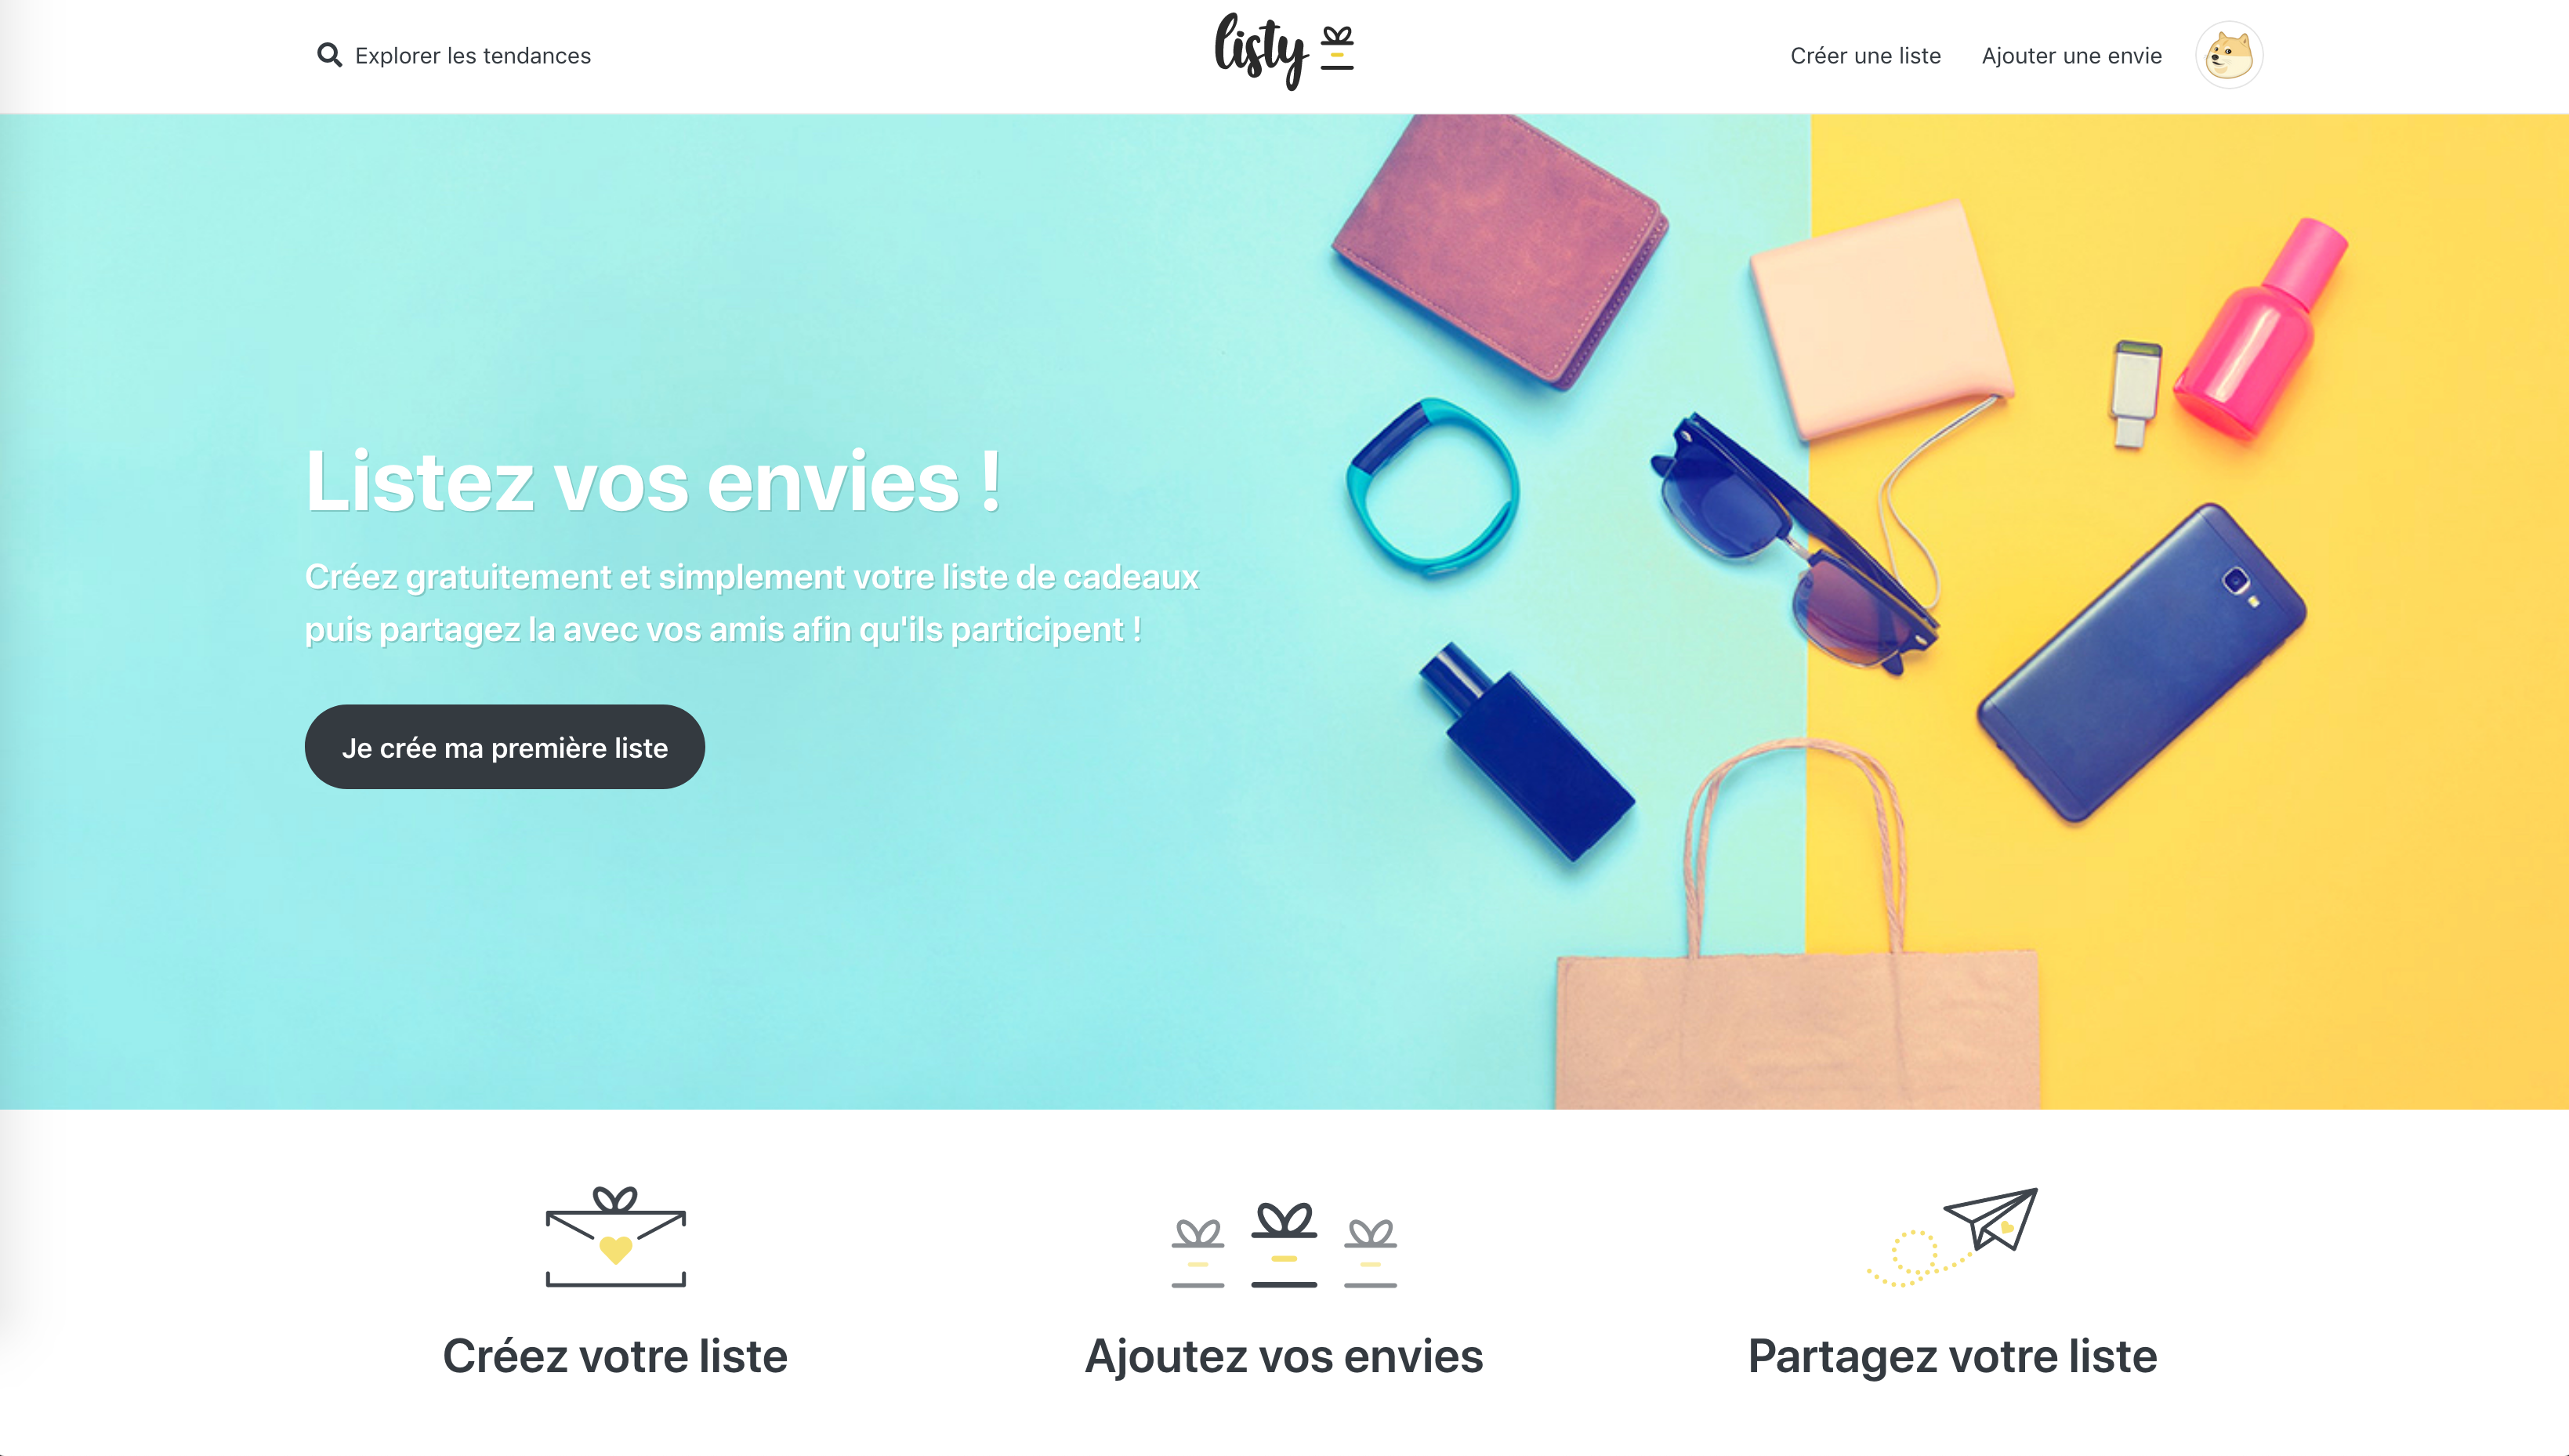 Explorer les tendances
listy
Créer une liste
Ajouter une envie
Listez vos envies !
Créez gratuitement et simplement votre liste de cadeaux
puis partagez la avec vos amis afin qu'ils participent !
Je crée ma première liste
Créez votre liste
Ajoutez vos envies
Partagez votre liste